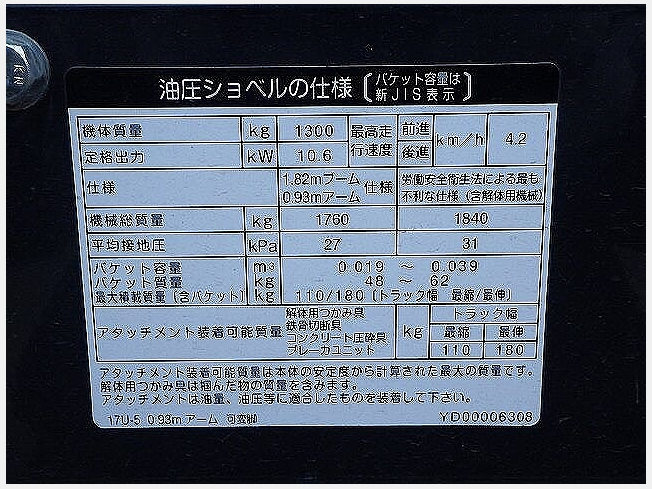 油圧ショベルの仕様〔バケット容量は新JIS表示〕
機体質量 kg 1300 最高走行速度 前進 後進 km/h 4.2
定格出力 kW 10.6
仕様 1.82mブーム 0.93mアーム 仕様 労働安全衛生法による最も不利な仕様（含解体用機械）
機械総質量 kg 1760 1840
平均接地圧 kPa 27 31
バケット容量 m³ 0.019 ～ 0.039
バケット質量 kg 48 ～ 62
最大積載質量（含バケット） kg 110/180（トラック幅 最縮/最伸）
アタッチメント装着可能質量 解体用つかみ具 鉄骨切断具 コンクリート圧砕具 ブレーカユニット kg トラック幅
最縮 最伸
110 180
アタッチメント装着可能質量は本体の安定度から計算された最大の質量です。
解体用つかみ具は掴んだ物の質量を含みます。
アタッチメントは油量、油圧等に適合したものを装着して下さい。
17U-5 0.93mアーム 可変脚 YD00006308